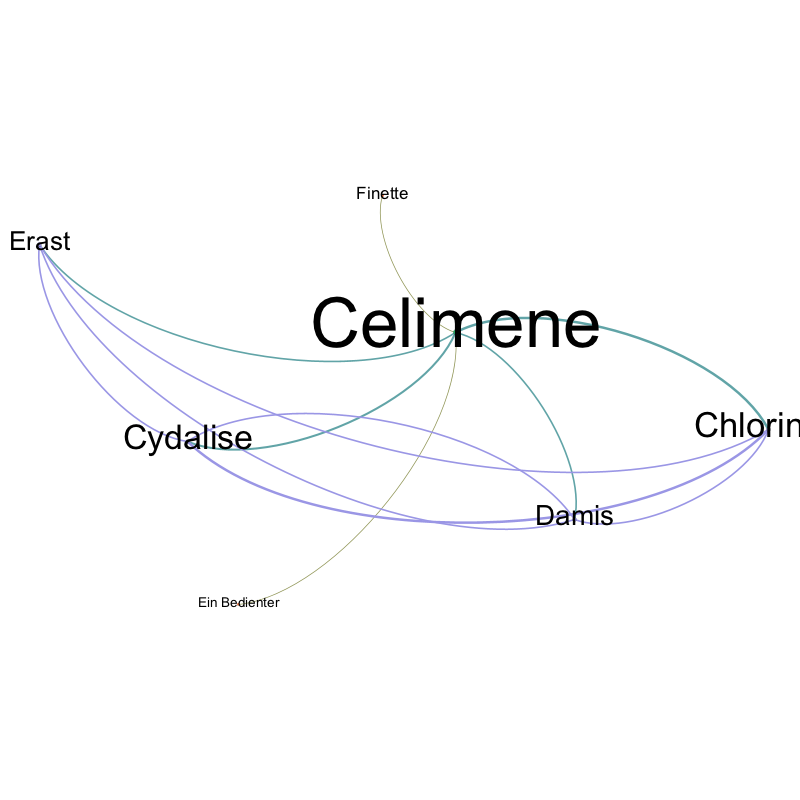 Finette
Erast
Celimene
Chlorin
Cydalise
Damis
Ein Bedienter